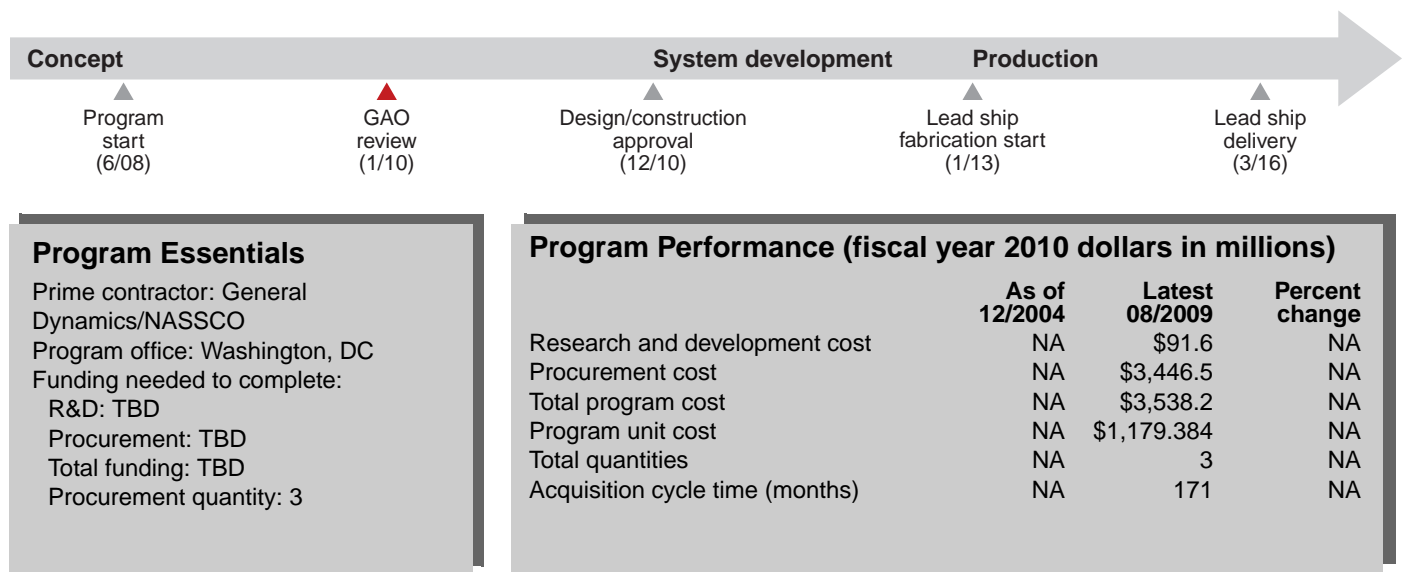 Concept System development Production
Program
start
(6/08)
GAO
review
(1/10)
Design/construction
approval
(12/10)
Lead ship
fabrication start
(1/13)
Lead ship
delivery
(3/16)
Program Essentials
Prime contractor: General
Dynamics/NASSCO
Program office: Washington, DC
Funding needed to complete:
R&D: TBD
Procurement: TBD
Total funding: TBD
Procurement quantity: 3
Program Performance (fiscal year 2010 dollars in millions)
As of Latest Percent
12/2004 08/2009 change
Research and development cost NA $91.6 NA
Procurement cost NA $3,446.5 NA
Total program cost NA $3,538.2 NA
Program unit cost NA $1,179.384 NA
Total quantities NA 3 NA
Acquisition cycle time (months) NA 171 NA